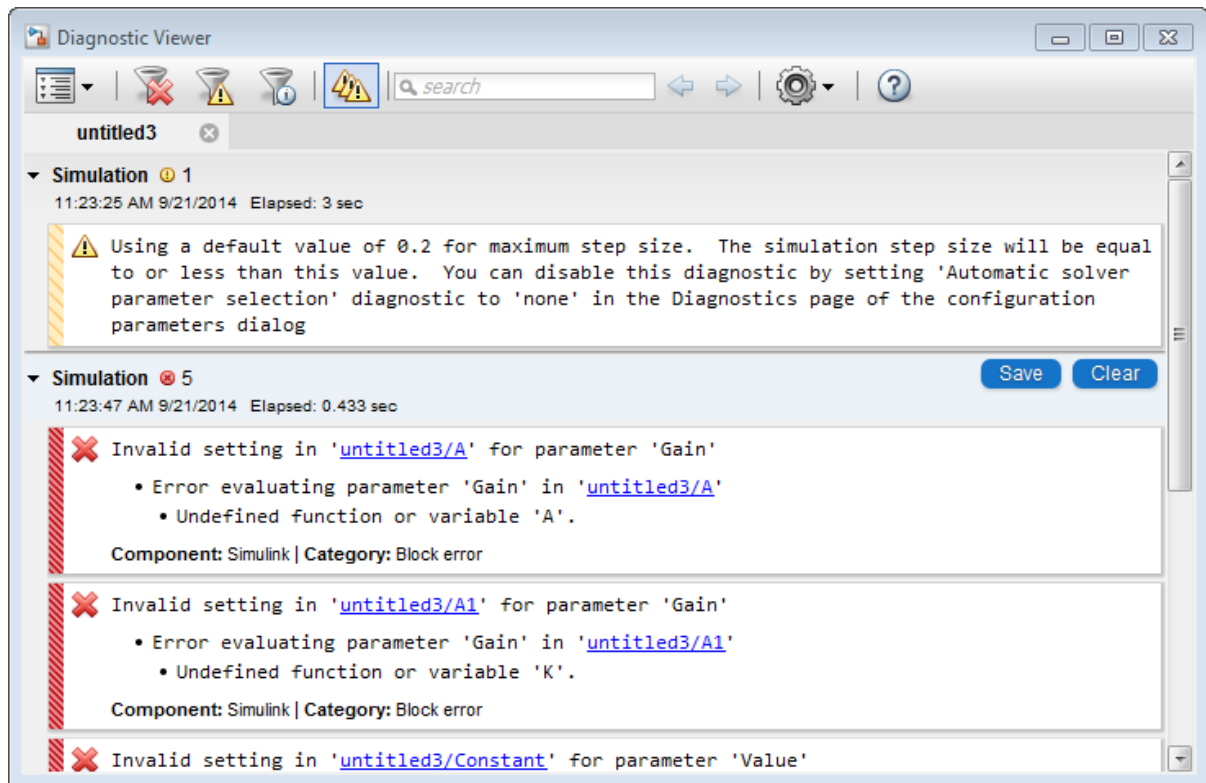 Diagnostic Viewer
search
untitled3
Simulation 1
11:23:25 AM 9/21/2014 Elapsed: 3 sec
Using a default value of 0.2 for maximum step size.  The simulation step size will be equal
to or less than this value.  You can disable this diagnostic by setting 'Automatic solver
parameter selection' diagnostic to 'none' in the Diagnostics page of the configuration
parameters dialog
Simulation 5
Save Clear
11:23:47 AM 9/21/2014 Elapsed: 0.433 sec
Invalid setting in 'untitled3/A' for parameter 'Gain'
• Error evaluating parameter 'Gain' in 'untitled3/A'
• Undefined function or variable 'A'.
Component: Simulink | Category: Block error
Invalid setting in 'untitled3/A1' for parameter 'Gain'
• Error evaluating parameter 'Gain' in 'untitled3/A1'
• Undefined function or variable 'K'.
Component: Simulink | Category: Block error
Invalid setting in 'untitled3/Constant' for parameter 'Value'